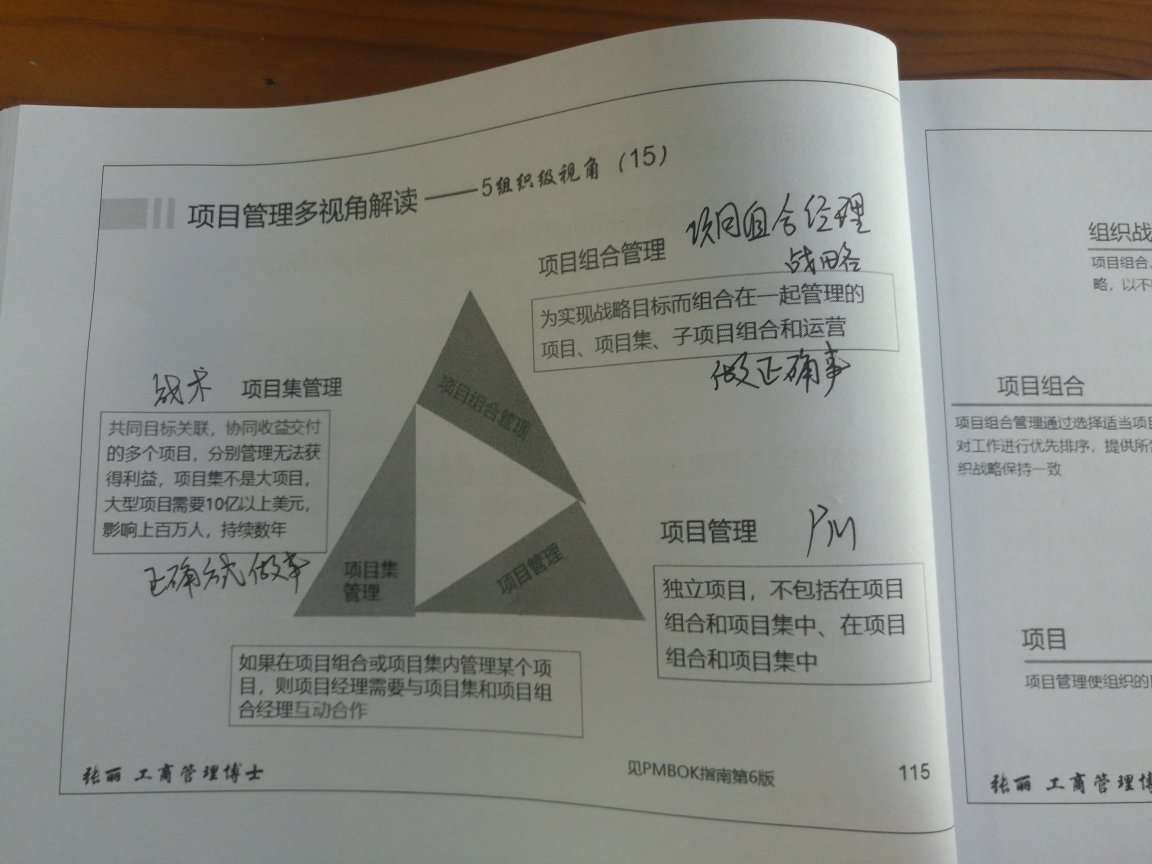 项目管理多视角解读——5组织级视角（15）
项目组合管理
项目组合经理
战略
为实现战略目标而组合在一起管理的
项目、项目集、子项目组合和运营
做正确事
战术
项目集管理
共同目标关联，协同收益交付
的多个项目，分别管理无法获
得利益，项目集不是大项目，
大型项目需要10亿以上美元，
影响上百万人，持续数年
正确方式做事
项目组合管理
项目集
管理
项目管理
项目管理
PM
独立项目，不包括在项目
组合和项目集中、在项目
组合和项目集中
如果在项目组合或项目集内管理某个项
目，则项目经理需要与项目集和项目组
合经理互动合作
张丽 工商管理博士
见PMBOK指南第6版
115
组织战
项目组合、
略，以不
项目组合
项目组合管理通过选择适当项目
对工作进行优先排序，提供所
织战略保持一致
项目
项目管理使组织的
张丽 工商管理